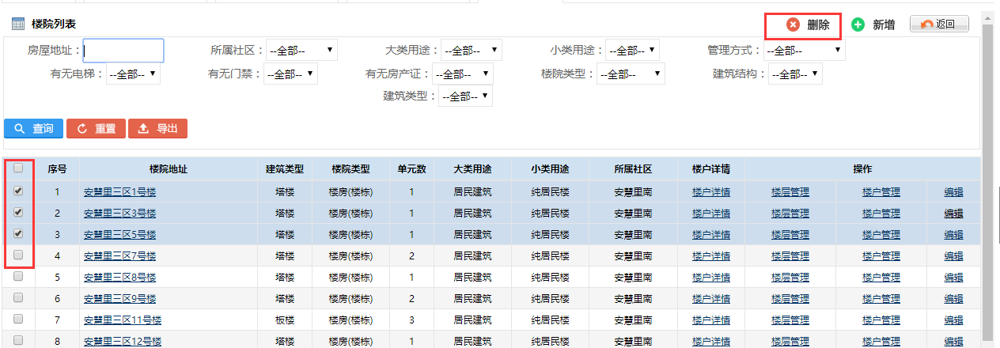 楼院列表 删除 新增 返回
房屋地址： 所属社区： --全部-- 大类用途： --全部-- 小类用途： --全部-- 管理方式： --全部--
有无电梯： --全部-- 有无门禁： --全部-- 有无房产证： --全部-- 楼院类型： --全部-- 建筑结构： --全部--
建筑类型： --全部--
查询 重置 导出
序号 楼院地址 建筑类型 楼院类型 单元数 大类用途 小类用途 所属社区 楼户详情 操作
1 安慧里三区1号楼 塔楼 楼房(楼栋) 1 居民建筑 纯居民楼 安慧里南 楼户详情 楼层管理 楼户管理 编辑
2 安慧里三区3号楼 塔楼 楼房(楼栋) 1 居民建筑 纯居民楼 安慧里南 楼户详情 楼层管理 楼户管理 编辑
3 安慧里三区5号楼 塔楼 楼房(楼栋) 1 居民建筑 纯居民楼 安慧里南 楼户详情 楼层管理 楼户管理 编辑
4 安慧里三区7号楼 塔楼 楼房(楼栋) 2 居民建筑 纯居民楼 安慧里南 楼户详情 楼层管理 楼户管理 编辑
5 安慧里三区8号楼 塔楼 楼房(楼栋) 1 居民建筑 纯居民楼 安慧里南 楼户详情 楼层管理 楼户管理 编辑
6 安慧里三区9号楼 塔楼 楼房(楼栋) 2 居民建筑 纯居民楼 安慧里南 楼户详情 楼层管理 楼户管理 编辑
7 安慧里三区11号楼 板楼 楼房(楼栋) 3 居民建筑 纯居民楼 安慧里南 楼户详情 楼层管理 楼户管理 编辑
8 安慧里三区12号楼 塔楼 楼房(楼栋) 1 居民建筑 纯居民楼 安慧里南 楼户详情 楼层管理 楼户管理 编辑